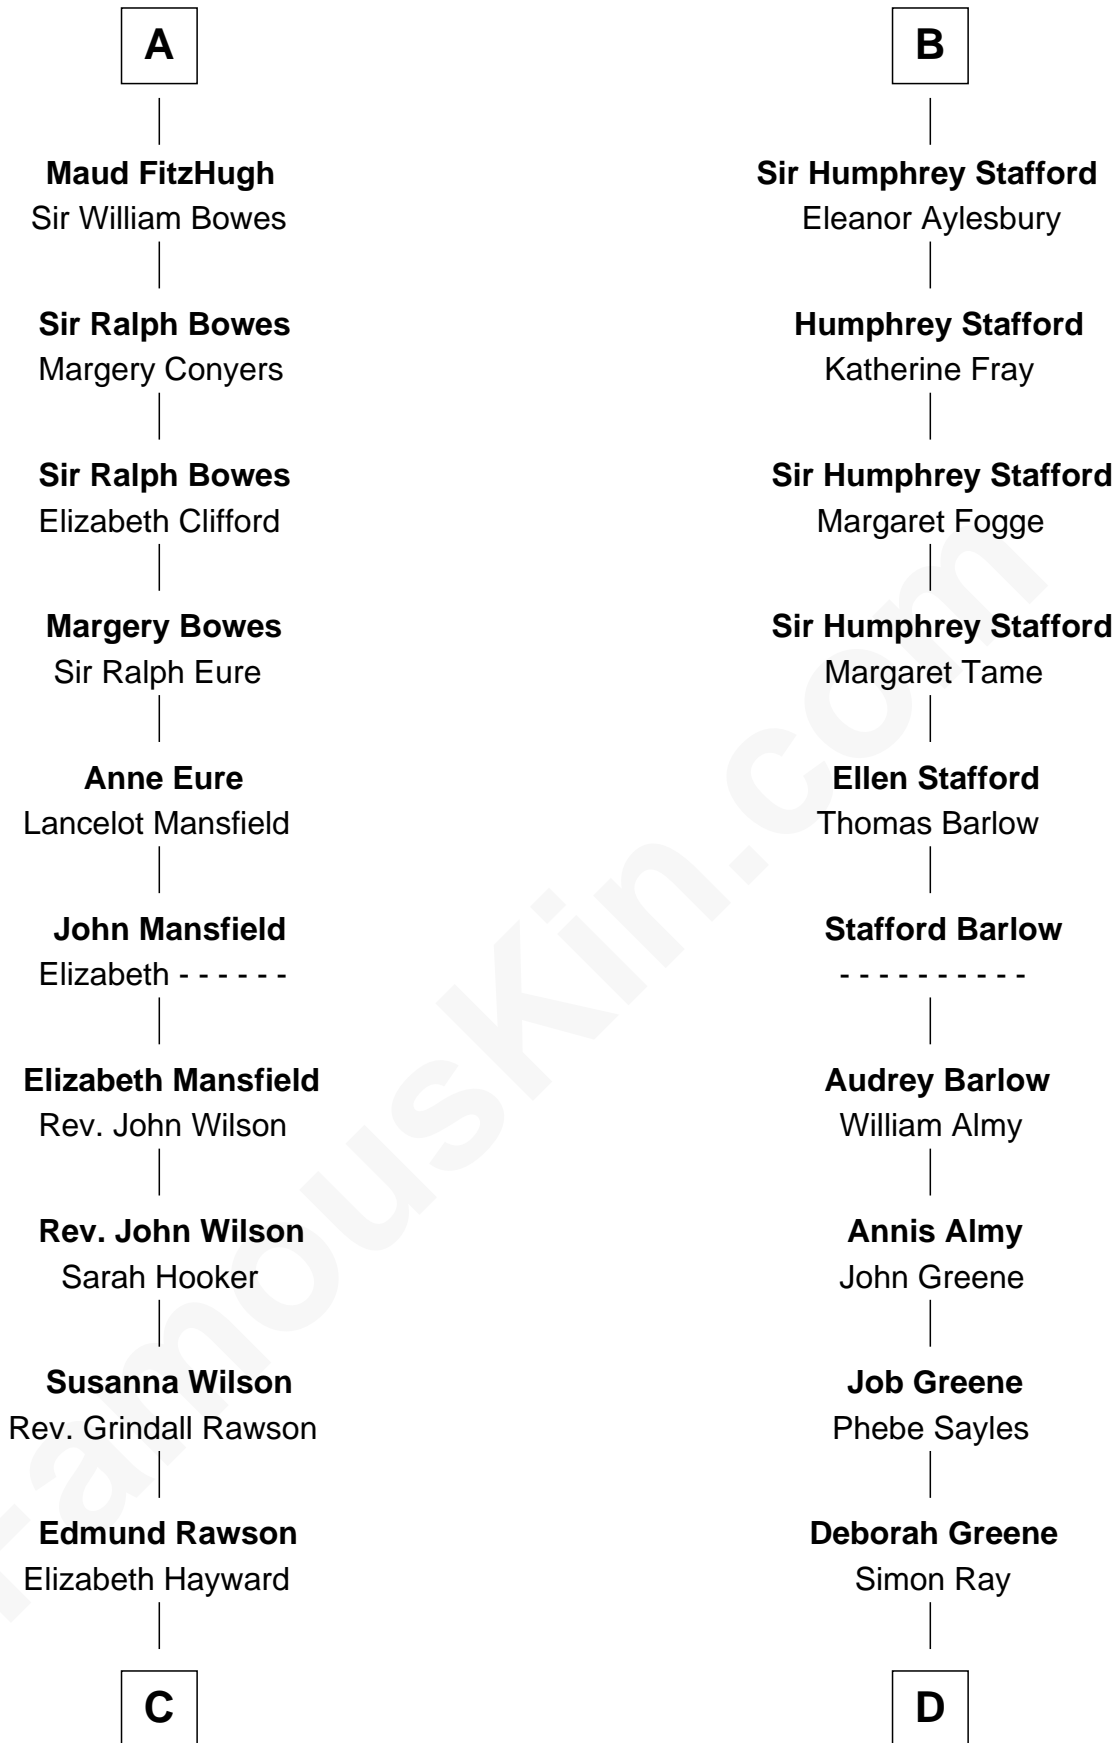 A
Maud FitzHugh
Sir William Bowes
Sir Ralph Bowes
Margery Conyers
Sir Ralph Bowes
Elizabeth Clifford
Margery Bowes
Sir Ralph Eure
Anne Eure
Lancelot Mansfield
John Mansfield
Elizabeth - - - - - -
Elizabeth Mansfield
Rev. John Wilson
Rev. John Wilson
Sarah Hooker
Susanna Wilson
Rev. Grindall Rawson
Edmund Rawson
Elizabeth Hayward
C
B
Sir Humphrey Stafford
Eleanor Aylesbury
Humphrey Stafford
Katherine Fray
Sir Humphrey Stafford
Margaret Fogge
Sir Humphrey Stafford
Margaret Tame
Ellen Stafford
Thomas Barlow
Stafford Barlow
- - - - - - - - - -
Audrey Barlow
William Almy
Annis Almy
John Greene
Job Greene
Phebe Sayles
Deborah Greene
Simon Ray
D
FamousKin.com